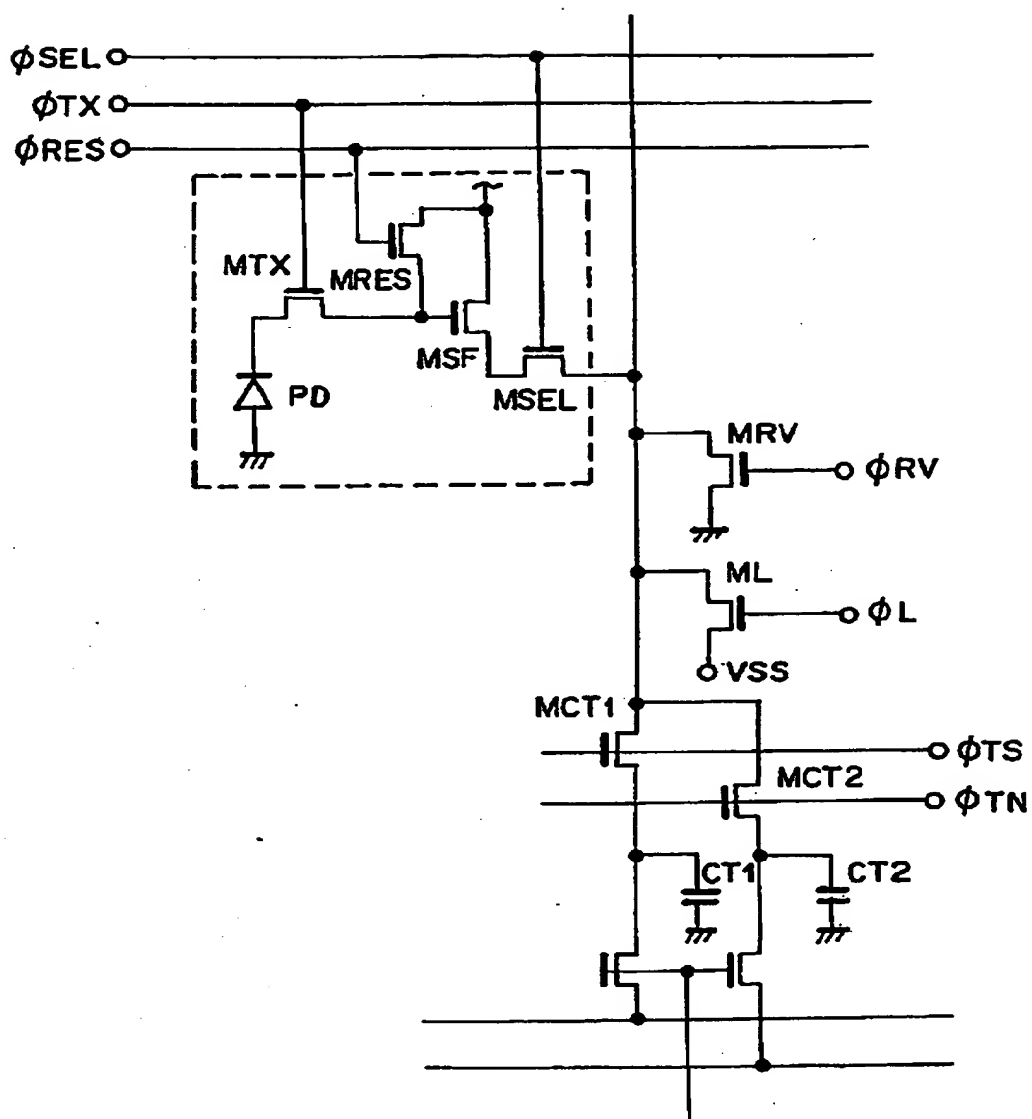 ϕSEL
ϕTX
ϕRES
MTX
MRES
MSF
PD
MSEL
MRV
ϕRV
ML
ϕL
VSS
MCT1
ϕTS
MCT2
ϕTN
CT1
CT2